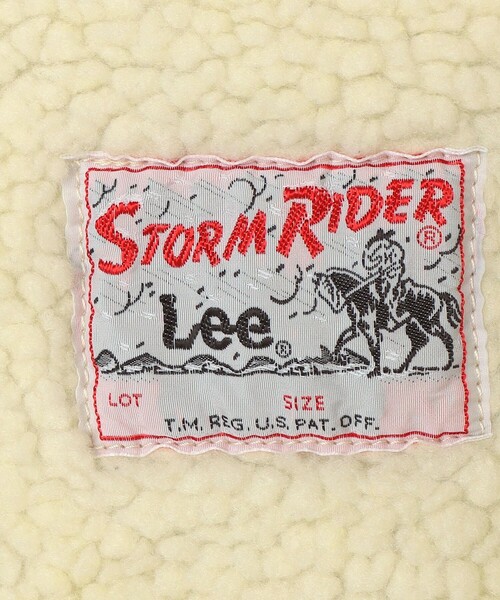 STORM RIDER®
Lee®
LOT SIZE
T.M. REG. U.S. PAT. OFF.